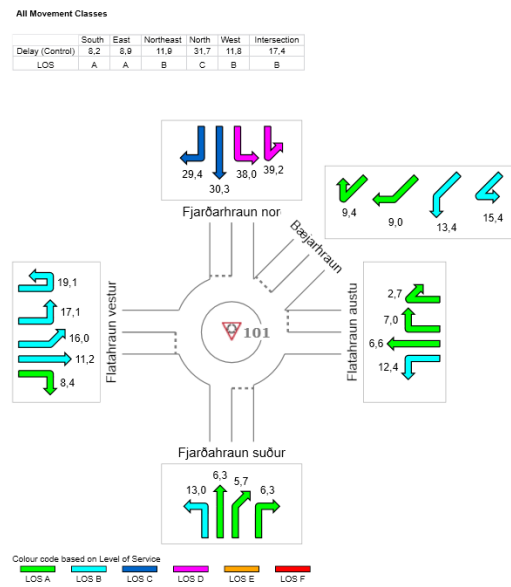 All Movement Classes
South East Northeast North West Intersection
Delay (Control) 8,2 8,9 11,9 31,7 11,8 17,4
LOS A A B C B B
29,4 30,3 38,0 39,2
9,4 9,0 13,4 15,4
Fjarðarhraun nor
Bæjarhraun
19,1
17,1
16,0
11,2
8,4
Flatahraun vestur
101
Flatahraun austu
2,7
7,0
6,6
12,4
Fjarðahraun suður
13,0 6,3 5,7 6,3
Colour code based on Level of Service
LOS A LOS B LOS C LOS D LOS E LOS F